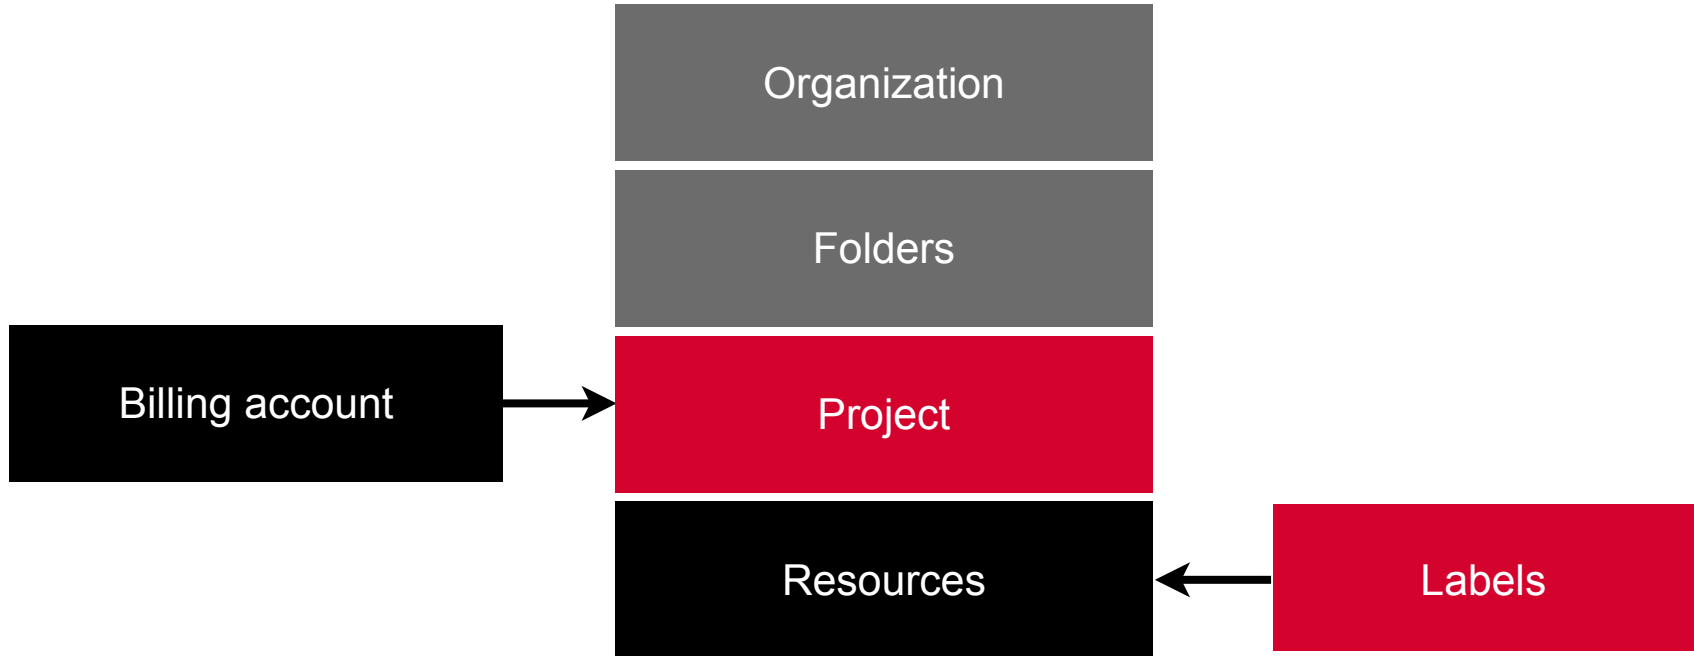 Organization
Folders
Billing account
Project
Resources
Labels